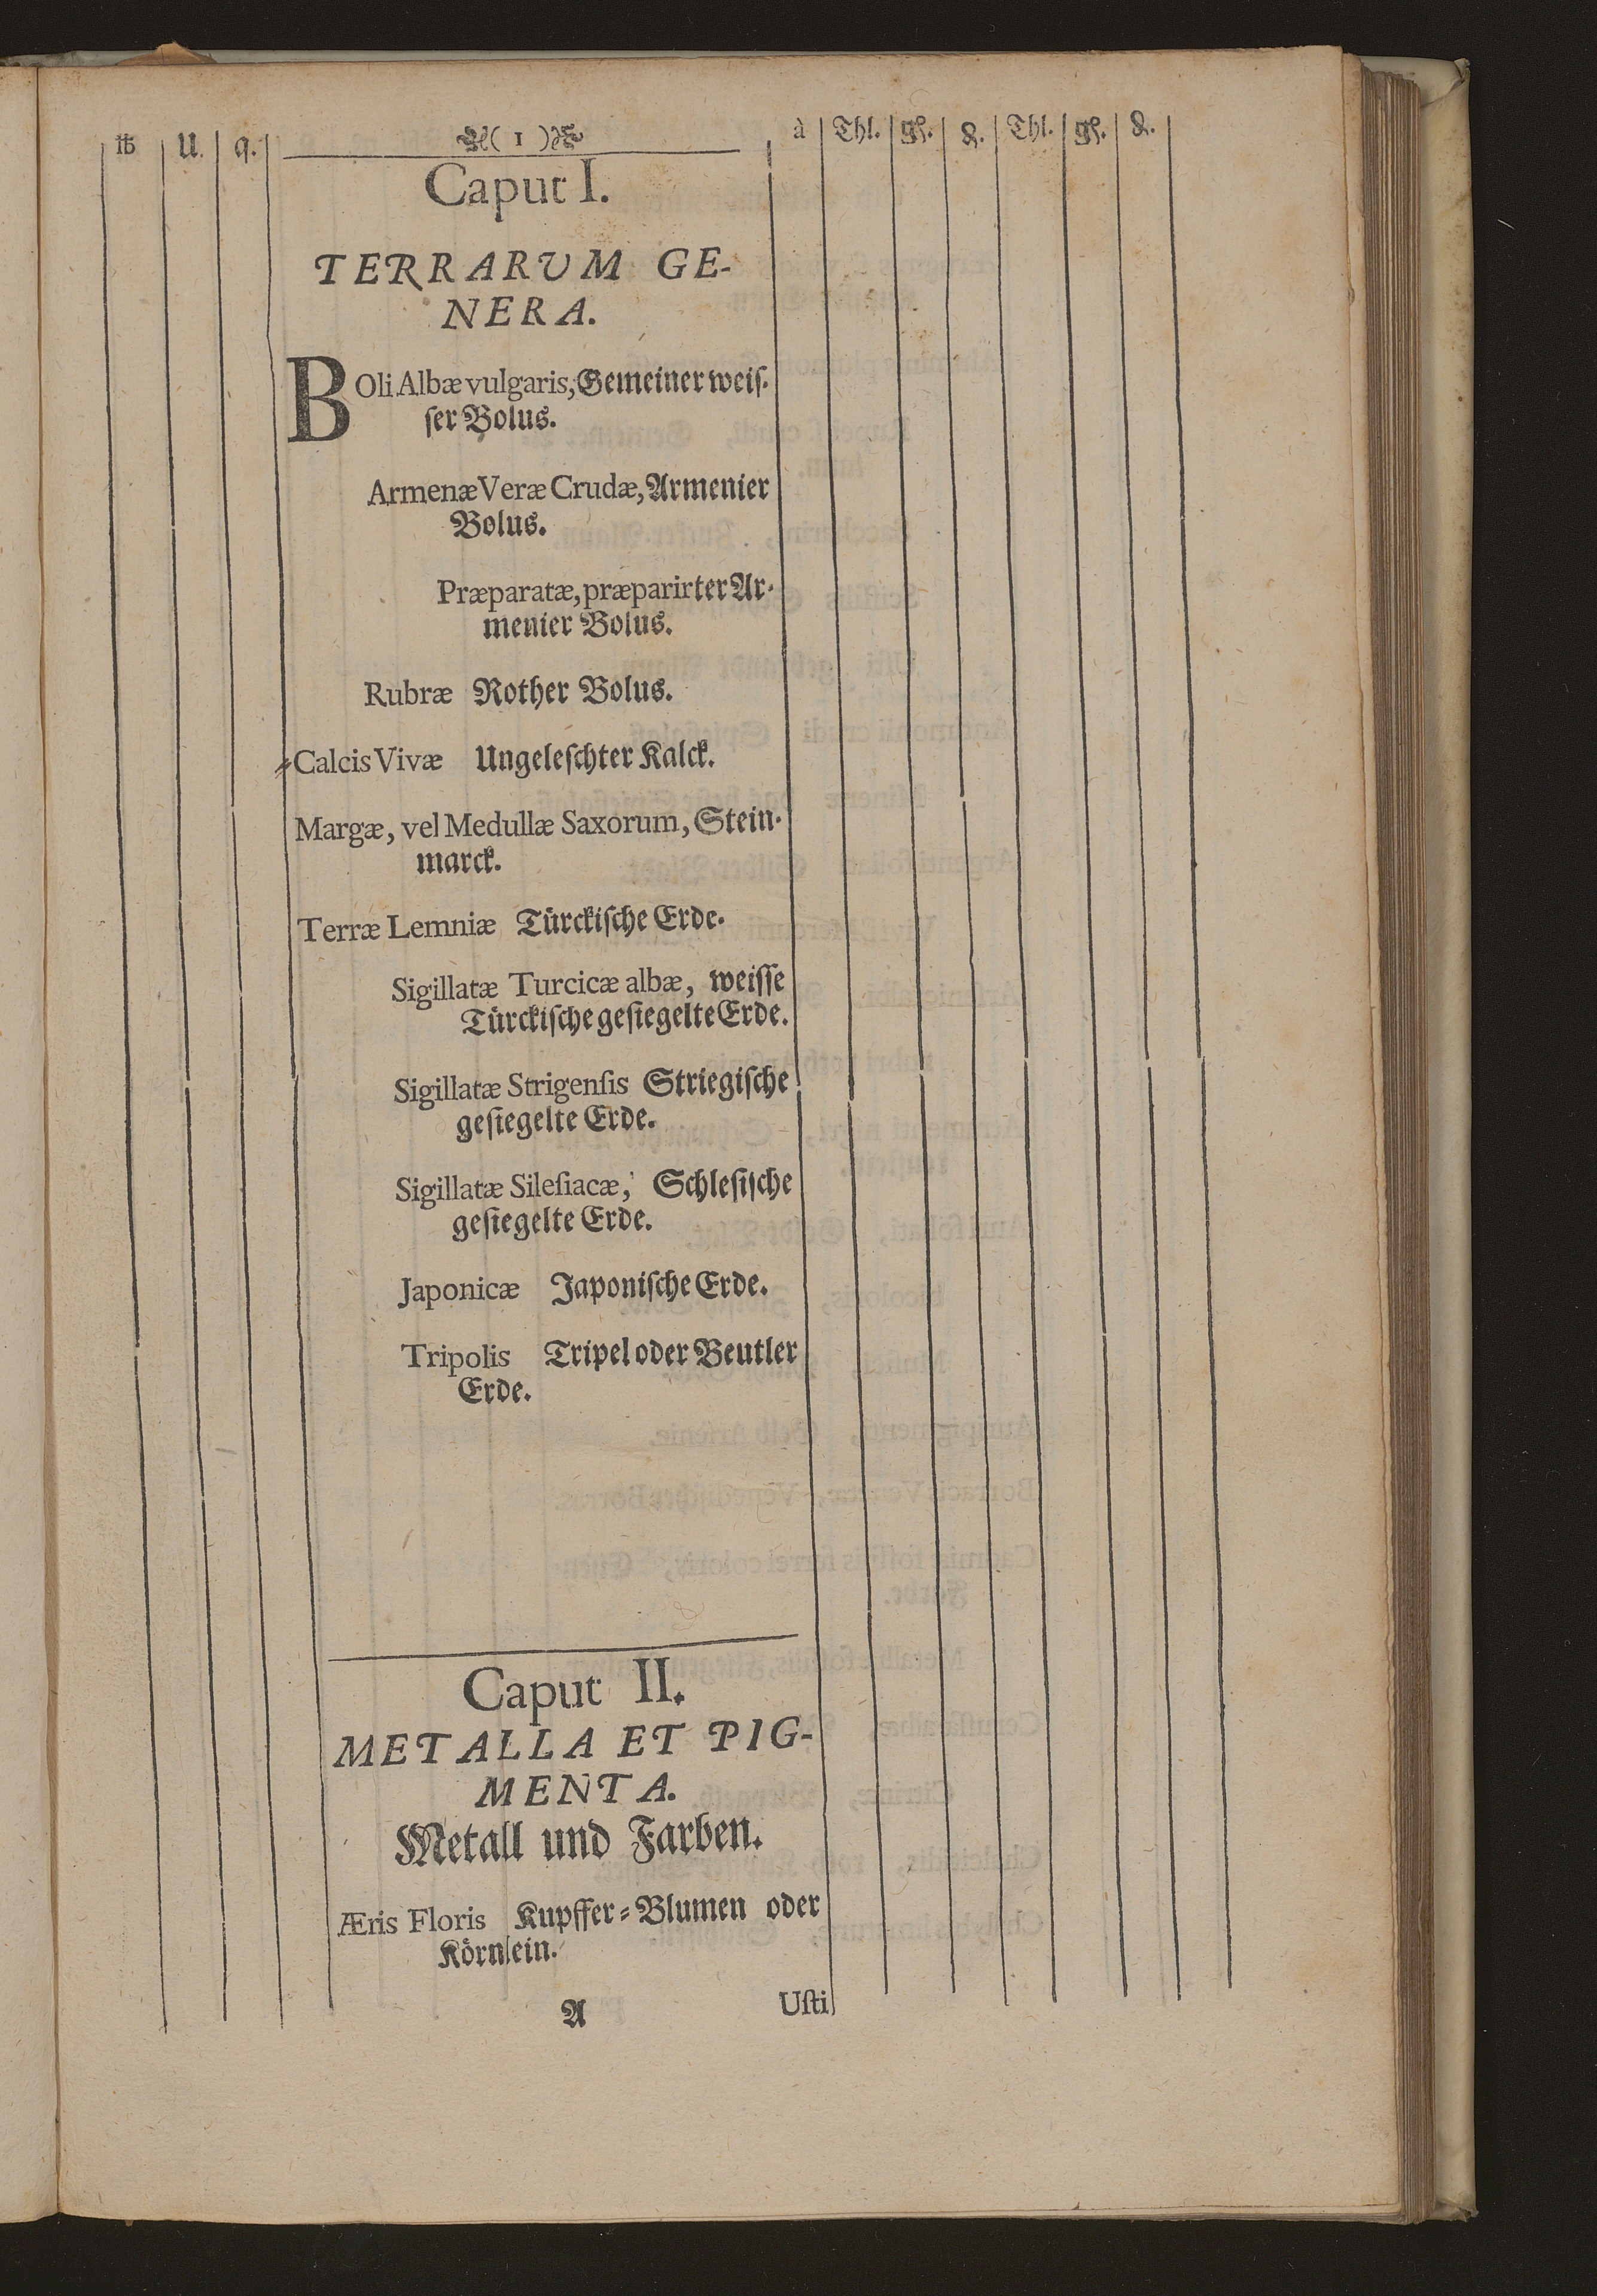 ℔ U. q. ( 1 ) à Thl. gl. ₰. Thl. gl. ₰.
Caput I.
TERRARUM GE-
NERA.
BOli Albæ vulgaris, Gemeiner weiſ-
ſer Bolus.
Armenæ Veræ Crudæ, Armenier
Bolus.
Præparatæ, præparirter Ar-
menier Bolus.
Rubræ Rother Bolus.
Calcis Vivæ Ungeleſchter Kalck.
Margæ, vel Medullæ Saxorum, Stein-
marck.
Terræ Lemniæ Türckiſche Erde.
Sigillatæ Turcicæ albæ, weiſſe
Türckiſche geſiegelte Erde.
Sigillatæ Strigenſis Striegiſche
geſiegelte Erde.
Sigillatæ Sileſiacæ, Schleſiſche
geſiegelte Erde.
Japonicæ Japoniſche Erde.
Tripolis Tripel oder Beutler
Erde.
Caput II.
METALLA ET PIG-
MENTA.
Metall und Farben.
Æris Floris Kupffer-Blumen oder
Körnlein.
A Uſti